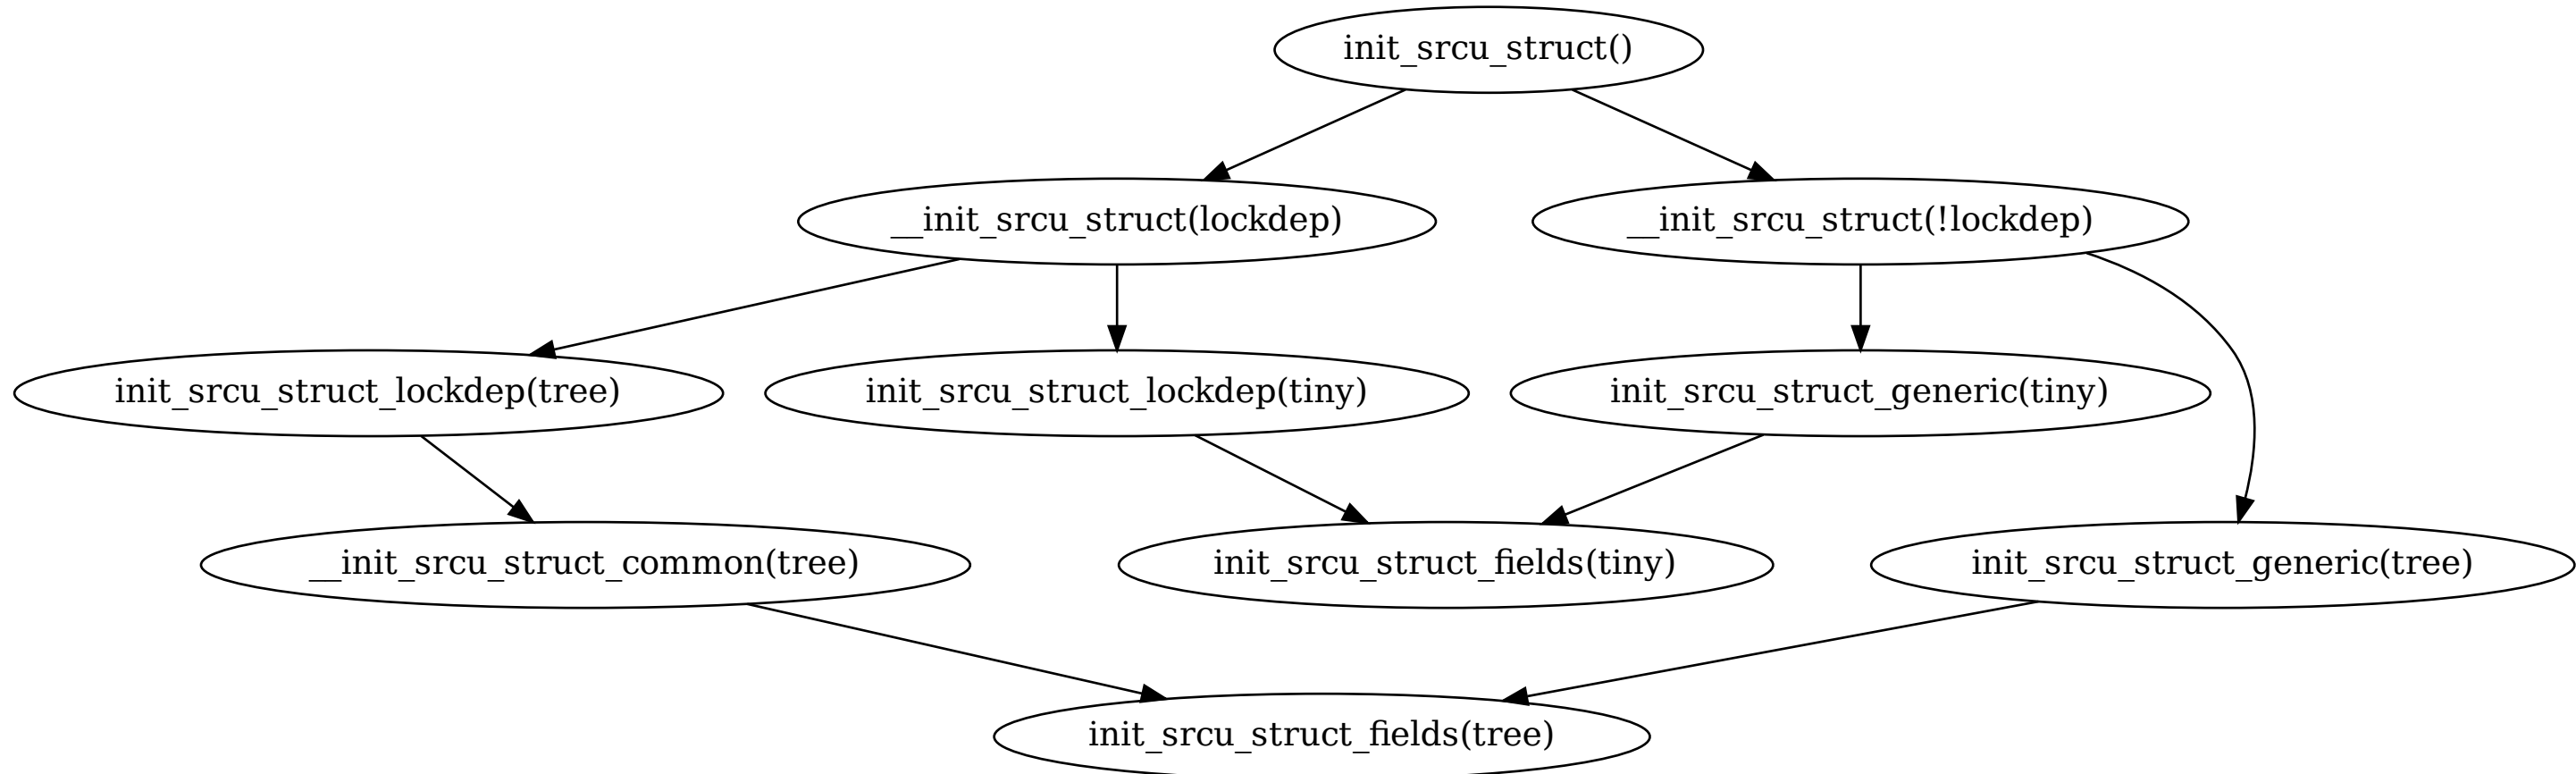 init_srcu_struct()
__init_srcu_struct(lockdep)
__init_srcu_struct(!lockdep)
init_srcu_struct_lockdep(tree)
init_srcu_struct_lockdep(tiny)
init_srcu_struct_generic(tiny)
__init_srcu_struct_common(tree)
init_srcu_struct_fields(tiny)
init_srcu_struct_generic(tree)
init_srcu_struct_fields(tree)